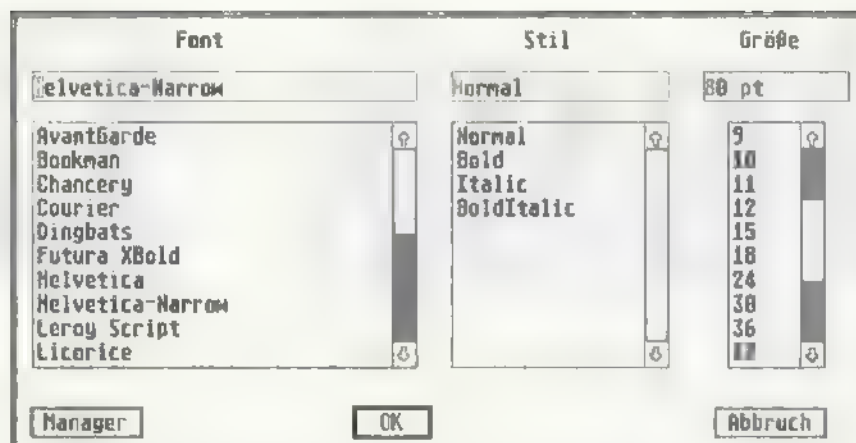 Font
Stil
Größe
Helvetica-Narrow
Normal
80 pt
AvantGarde
Bookman
Chancery
Courier
Dingbats
Futura XBold
Helvetica
Helvetica-Narrow
Leroy Script
Licorice
Normal
Bold
Italic
BoldItalic
9
10
11
12
15
18
24
30
36
Manager
OK
Abbruch